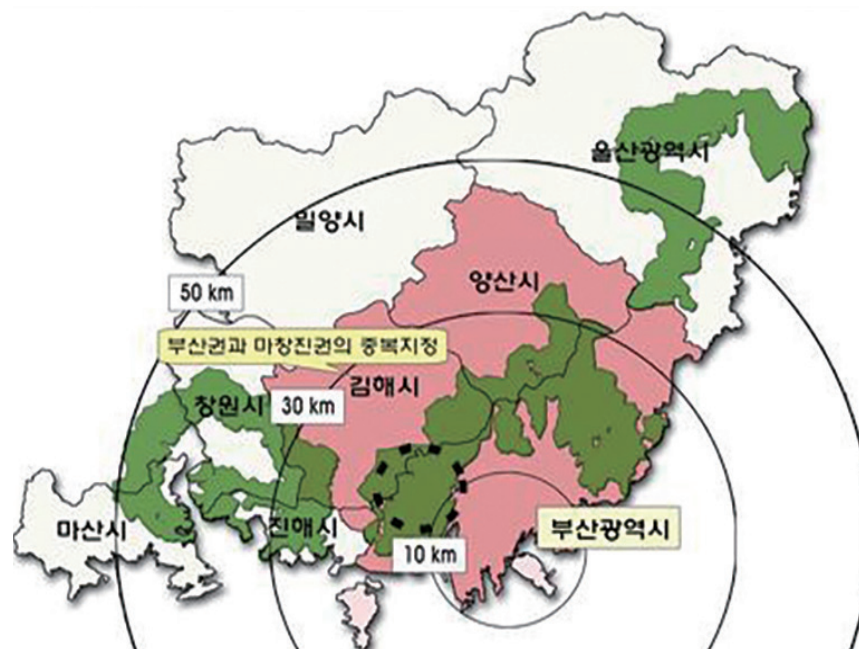 울산광역시
밀양시
양산시
50 km
부산권과 마창진권의 중복지정
김해시
창원시
30 km
마산시
진해시
부산광역시
10 km